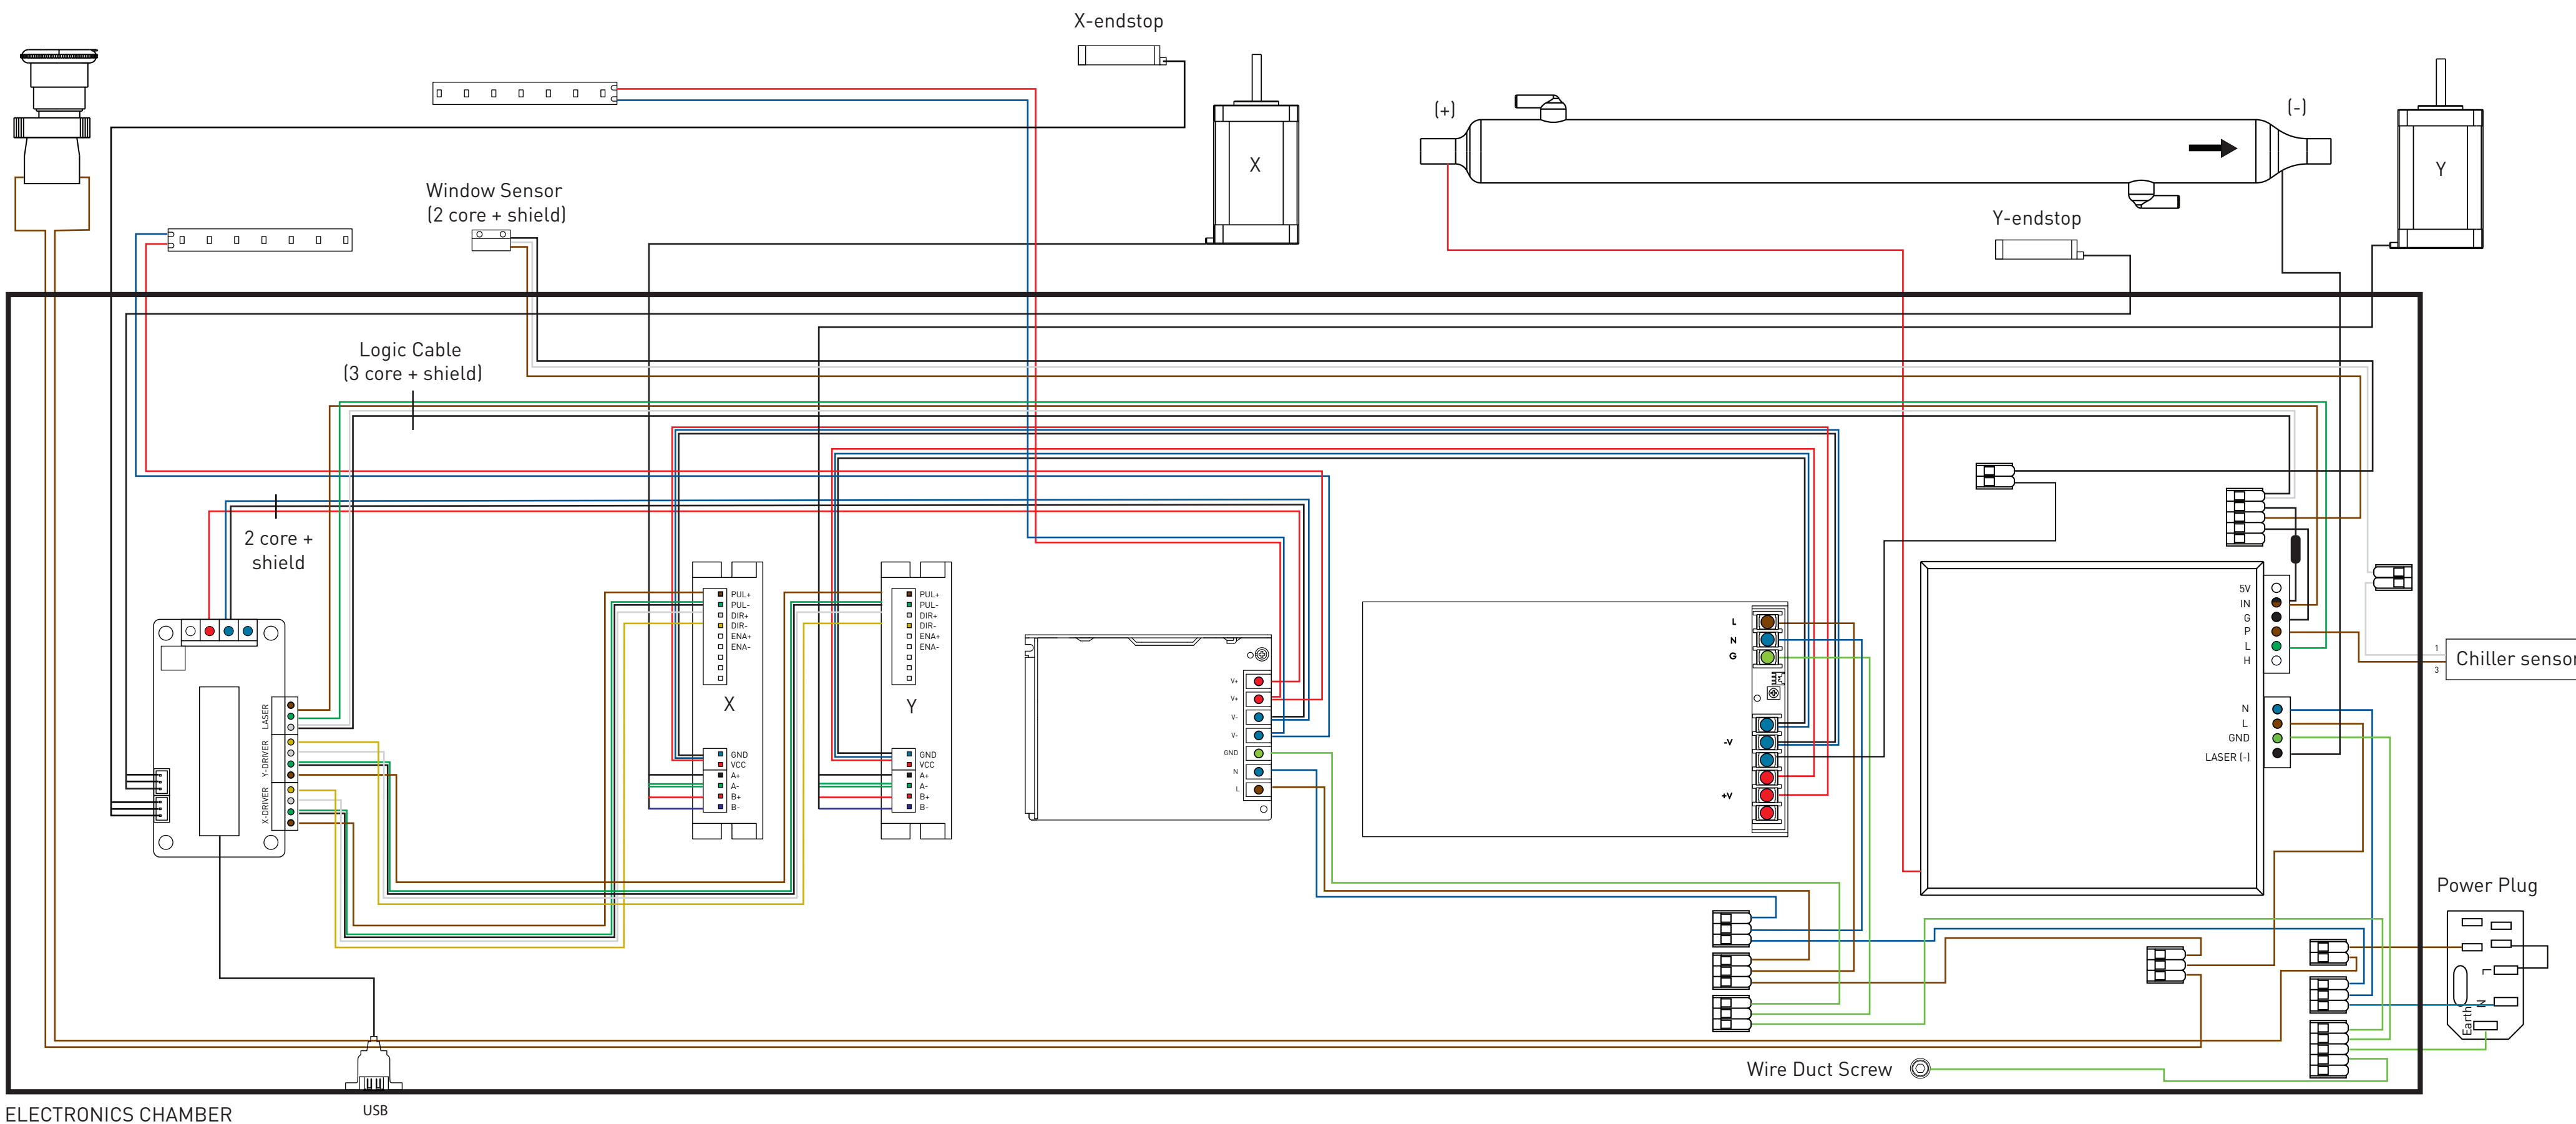 X-endstop
X
(+)
(-)
Y
Window Sensor
(2 core + shield)
Y-endstop
Logic Cable
(3 core + shield)
2 core +
shield
LASER
Y-DRIVER
X-DRIVER
PUL+
PUL-
DIR+
DIR-
ENA+
ENA-
X
GND
VCC
A+
A-
B+
B-
PUL+
PUL-
DIR+
DIR-
ENA+
ENA-
Y
GND
VCC
A+
A-
B+
B-
V+
V+
V-
V-
GND
N
L
L
N
G
-V
+V
5V
IN
G
P
L
H
1
3
Chiller sensor
N
L
GND
LASER (-)
Power Plug
L
N
Earth
Wire Duct Screw
USB
ELECTRONICS CHAMBER